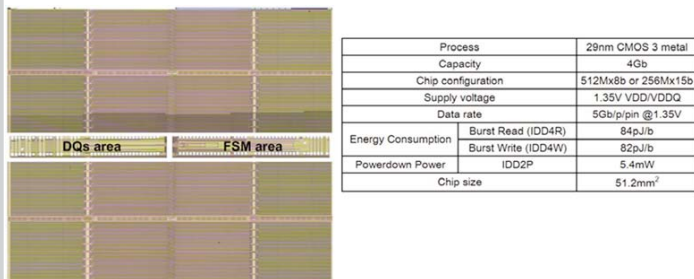 DQs area
FSM area
Process 29nm CMOS 3 metal
Capacity 4Gb
Chip configuration 512Mx8b or 256Mx15b
Supply voltage 1.35V VDD/VDDQ
Data rate 5Gb/p/pin @1.35V
Energy Consumption Burst Read (IDD4R) 84pJ/b
Burst Write (IDD4W) 82pJ/b
Powerdown Power IDD2P 5.4mW
Chip size 51.2mm²